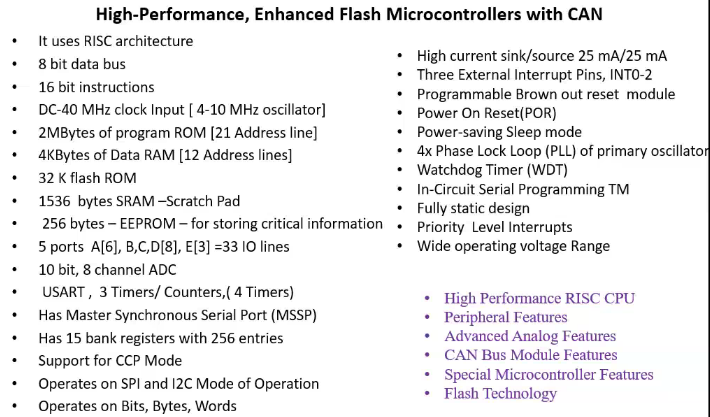 High-Performance, Enhanced Flash Microcontrollers with CAN
• It uses RISC architecture
• 8 bit data bus
• 16 bit instructions
• DC-40 MHz clock Input [ 4-10 MHz oscillator]
• 2MBytes of program ROM [21 Address line]
• 4KBytes of Data RAM [12 Address lines]
• 32 K flash ROM
• 1536 bytes SRAM –Scratch Pad
• 256 bytes – EEPROM – for storing critical information
• 5 ports A[6], B,C,D[8], E[3] =33 IO lines
• 10 bit, 8 channel ADC
• USART , 3 Timers/ Counters,( 4 Timers)
• Has Master Synchronous Serial Port (MSSP)
• Has 15 bank registers with 256 entries
• Support for CCP Mode
• Operates on SPI and I2C Mode of Operation
• Operates on Bits, Bytes, Words
• High current sink/source 25 mA/25 mA
• Three External Interrupt Pins, INT0-2
• Programmable Brown out reset module
• Power On Reset(POR)
• Power-saving Sleep mode
• 4x Phase Lock Loop (PLL) of primary oscillator
• Watchdog Timer (WDT)
• In-Circuit Serial Programming TM
• Fully static design
• Priority Level Interrupts
• Wide operating voltage Range
• High Performance RISC CPU
• Peripheral Features
• Advanced Analog Features
• CAN Bus Module Features
• Special Microcontroller Features
• Flash Technology